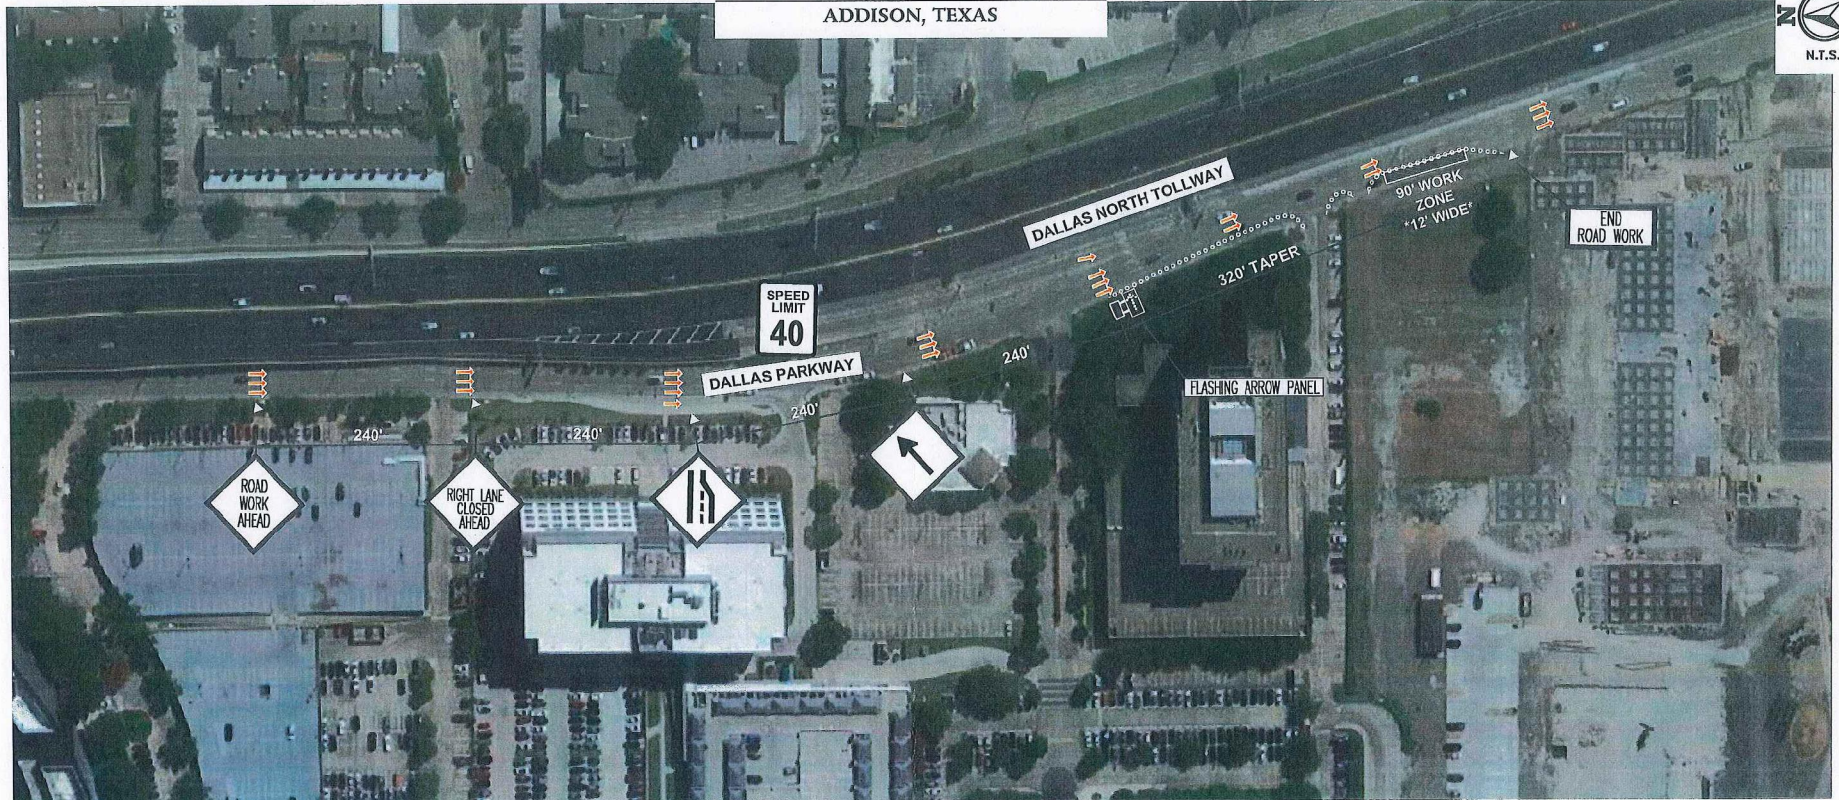 ADDISON, TEXAS
N
N.T.S.
DALLAS NORTH TOLLWAY
90' WORK
ZONE
*12' WIDE*
END
ROAD WORK
320' TAPER
SPEED
LIMIT
40
DALLAS PARKWAY
240'
FLASHING ARROW PANEL
240'
240'
240'
ROAD
WORK
AHEAD
RIGHT LANE
CLOSED
AHEAD